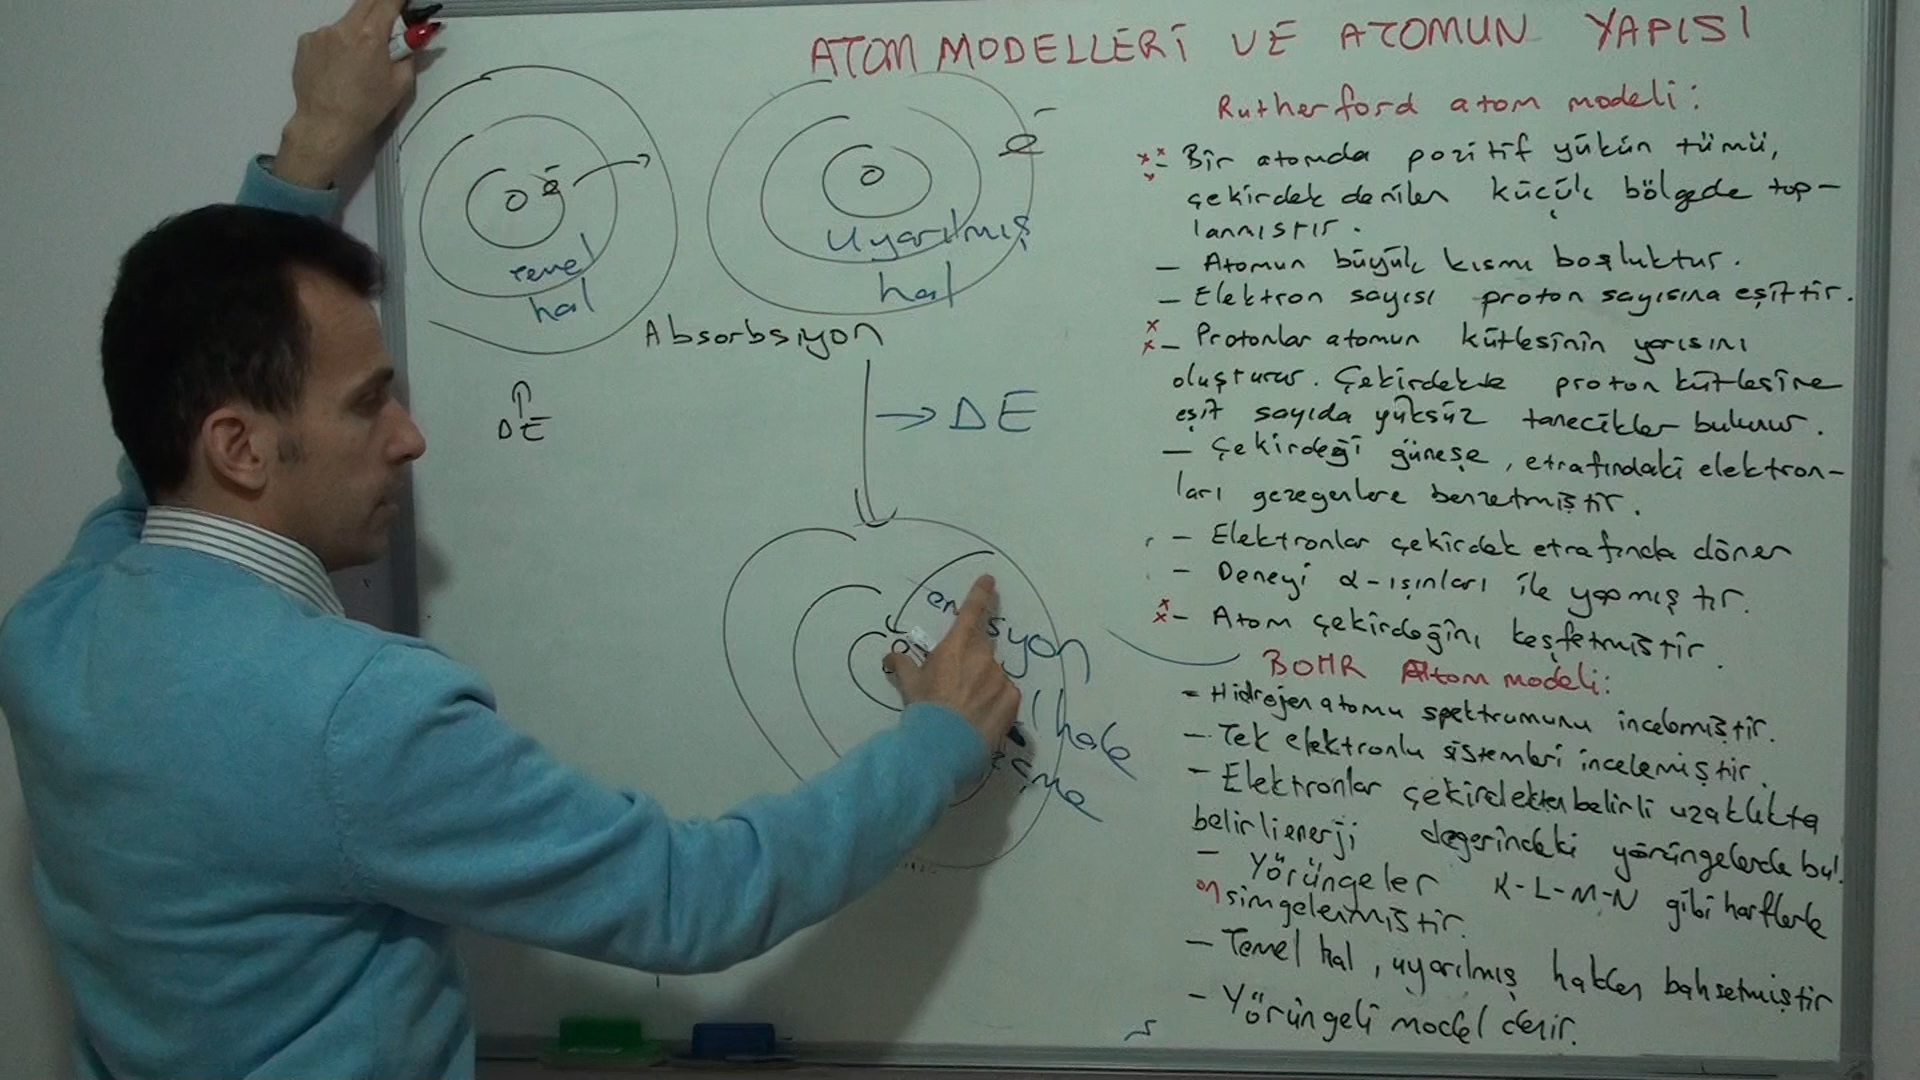 ATOM MODELLERİ VE ATOMUN YAPISI
e-
temel
hal
e-
Uyarılmış
hal
Absorbsiyon
ΔE
ΔE
syon
hale
Rutherford atom modeli:
- Bir atomda pozitif yükün tümü,
çekirdek denilen küçük bölgede top-
lanmıştır.
- Atomun büyük kısmı boşluktur.
- Elektron sayısı proton sayısına eşittir.
- Protonlar atomun kütlesinin yarısını
oluşturur. Çekirdekte proton kütlesine
eşit sayıda yüksüz tanecikler bulunur.
- Çekirdeği güneşe, etrafındaki elektron-
ları gezegenlere benzetmiştir.
- Elektronlar çekirdek etrafında döner
- Deneyi α-ışınları ile yapmıştır.
- Atom çekirdeğini keşfetmiştir.
BOHR Atom modeli:
- Hidrojen atomu spektrumunu incelemiştir.
- Tek elektronlu sistemleri incelemiştir.
- Elektronlar çekirdekten belirli uzaklıkta
belirli enerji değerindeki yörüngelerde bul.
- Yörüngeler K-L-M-N gibi harflerle
simgelenmiştir.
- Temel hal, uyarılmış halden bahsetmiştir
- Yörüngeli model denir.